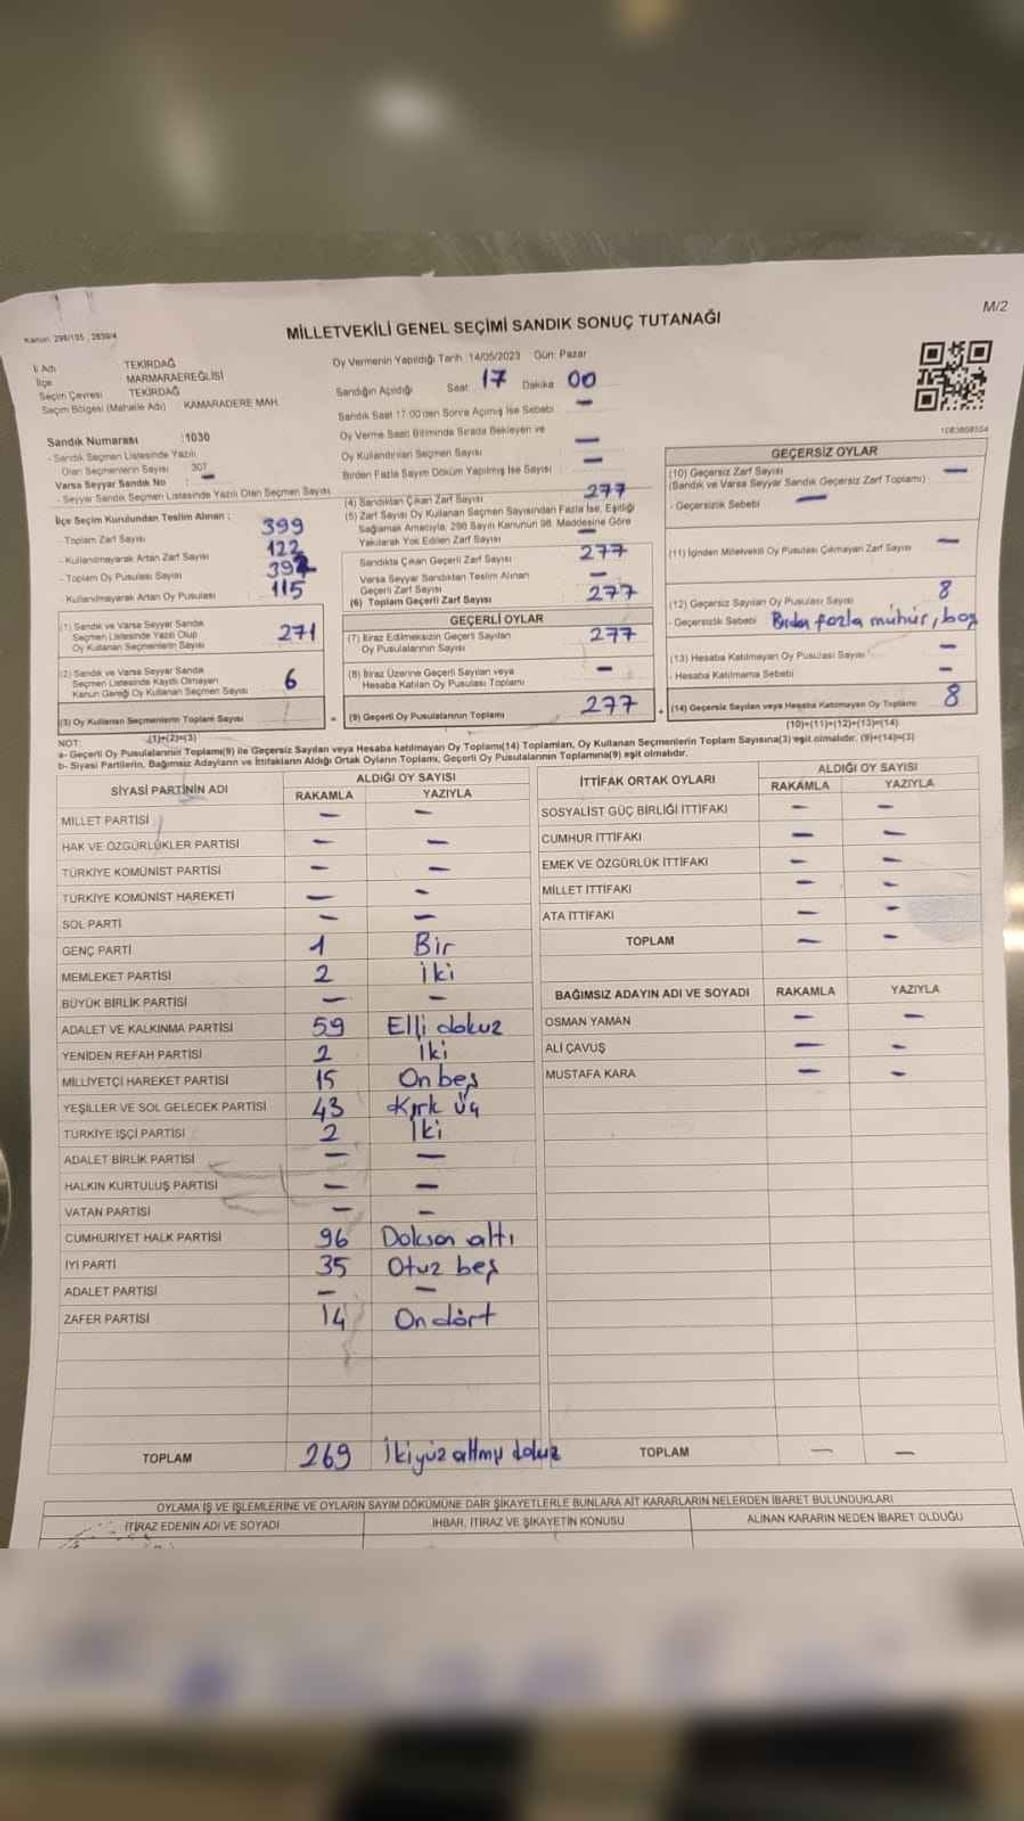 M/2
Kanun: 298/105 , 2839/4
MİLLETVEKİLİ GENEL SEÇİMİ SANDIK SONUÇ TUTANAĞI
İl Adı TEKİRDAĞ
İlçe MARMARAEREĞLİSİ
Seçim Çevresi TEKİRDAĞ
Seçim Bölgesi (Mahalle Adı) KAMARADERE MAH.
Sandık Numarası :1030
- Sandık Seçmen Listesinde Yazılı
Olan Seçmenlerin Sayısı 307
Varsa Seyyar Sandık No : -
- Seyyar Sandık Seçmen Listesinde Yazılı Olan Seçmen Sayısı
Oy Vermenin Yapıldığı Tarih :14/05/2023 Gün: Pazar
Sandığın Açıldığı Saat 17 Dakika 00
Sandık Saat 17:00'den Sonra Açılmış İse Sebebi -
Oy Verme Saati Bitiminde Sırada Bekleyen ve
Oy Kullandırılan Seçmen Sayısı -
Birden Fazla Sayım Döküm Yapılmış İse Sayısı : -
İlçe Seçim Kurulundan Teslim Alınan :
- Toplam Zarf Sayısı 399
- Kullanılmayarak Artan Zarf Sayısı 122
- Toplam Oy Pusulası Sayısı
- Kullanılmayarak Artan Oy Pusulası 115
(1) Sandık ve Varsa Seyyar Sandık
Seçmen Listesinde Yazılı Olup
Oy Kullanan Seçmenlerin Sayısı 271
(2) Sandık ve Varsa Seyyar Sandık
Seçmen Listesinde Kayıtlı Olmayan
Kanun Gereği Oy Kullanan Seçmen Sayısı 6
(3) Oy Kullanan Seçmenlerin Toplam Sayısı
(1)+(2)=(3)
(4) Sandıktan Çıkan Zarf Sayısı 277
(5) Zarf Sayısı Oy Kullanan Seçmen Sayısından Fazla İse, Eşitliği
Sağlamak Amacıyla, 298 Sayılı Kanunun 98. Maddesine Göre
Yakılarak Yok Edilen Zarf Sayısı -
Sandıkta Çıkan Geçerli Zarf Sayısı 277
Varsa Seyyar Sandıktan Teslim Alınan
Geçerli Zarf Sayısı -
(6) Toplam Geçerli Zarf Sayısı 277
GEÇERLİ OYLAR
(7) İtiraz Edilmeksizin Geçerli Sayılan
Oy Pusulalarının Sayısı 277
(8) İtiraz Üzerine Geçerli Sayılan veya
Hesaba Katılan Oy Pusulası Toplamı -
= (9) Geçerli Oy Pusulalarının Toplamı 277 +
1083808554
GEÇERSİZ OYLAR
(10) Geçersiz Zarf Sayısı -
(Sandık ve Varsa Seyyar Sandık Geçersiz Zarf Toplamı)
- Geçersizlik Sebebi -
(11) İçinden Milletvekili Oy Pusulası Çıkmayan Zarf Sayısı -
(12) Geçersiz Sayılan Oy Pusulası Sayısı 8
- Geçersizlik Sebebi Birden fazla mühür, boş
(13) Hesaba Katılmayan Oy Pusulası Sayısı -
- Hesaba Katılmama Sebebi -
(14) Geçersiz Sayılan veya Hesaba Katılmayan Oy Toplamı 8
(10)+(11)+(12)+(13)=(14)
NOT:
a- Geçerli Oy Pusulalarının Toplamı(9) ile Geçersiz Sayılan veya Hesaba katılmayan Oy Toplamı(14) Toplamları, Oy Kullanan Seçmenlerin Toplam Sayısına(3) eşit olmalıdır. (9)+(14)=(3)
b- Siyasi Partilerin, Bağımsız Adayların ve İttifakların Aldığı Ortak Oyların Toplamı, Geçerli Oy Pusulalarının Toplamına(9) eşit olmalıdır.
SİYASİ PARTİNİN ADI ALDIĞI OY SAYISI
RAKAMLA YAZIYLA
MİLLET PARTİSİ - -
HAK VE ÖZGÜRLÜKLER PARTİSİ - -
TÜRKİYE KOMÜNİST PARTİSİ - -
TÜRKİYE KOMÜNİST HAREKETİ - -
SOL PARTİ - -
GENÇ PARTİ 1 Bir
MEMLEKET PARTİSİ 2 İki
BÜYÜK BİRLİK PARTİSİ - -
ADALET VE KALKINMA PARTİSİ 59 Elli dokuz
YENİDEN REFAH PARTİSİ 2 İki
MİLLİYETÇİ HAREKET PARTİSİ 15 On beş
YEŞİLLER VE SOL GELECEK PARTİSİ 43 Kırk üç
TÜRKİYE İŞÇİ PARTİSİ 2 İki
ADALET BİRLİK PARTİSİ - -
HALKIN KURTULUŞ PARTİSİ - -
VATAN PARTİSİ - -
CUMHURİYET HALK PARTİSİ 96 Doksan altı
İYİ PARTİ 35 Otuz beş
ADALET PARTİSİ - -
ZAFER PARTİSİ 14 On dört
TOPLAM 269 İkiyüz altmış dokuz
İTTİFAK ORTAK OYLARI ALDIĞI OY SAYISI
RAKAMLA YAZIYLA
SOSYALİST GÜÇ BİRLİĞİ İTTİFAKI - -
CUMHUR İTTİFAKI - -
EMEK VE ÖZGÜRLÜK İTTİFAKI - -
MİLLET İTTİFAKI - -
ATA İTTİFAKI - -
TOPLAM - -
BAĞIMSIZ ADAYIN ADI VE SOYADI RAKAMLA YAZIYLA
OSMAN YAMAN - -
ALİ ÇAVUŞ - -
MUSTAFA KARA - -
TOPLAM - -
OYLAMA İŞ VE İŞLEMLERİNE VE OYLARIN SAYIM DÖKÜMÜNE DAİR ŞİKAYETLERLE BUNLARA AİT KARARLARIN NELERDEN İBARET BULUNDUKLARI
İTİRAZ EDENİN ADI VE SOYADI İHBAR, İTİRAZ VE ŞİKAYETİN KONUSU ALINAN KARARIN NEDEN İBARET OLDUĞU